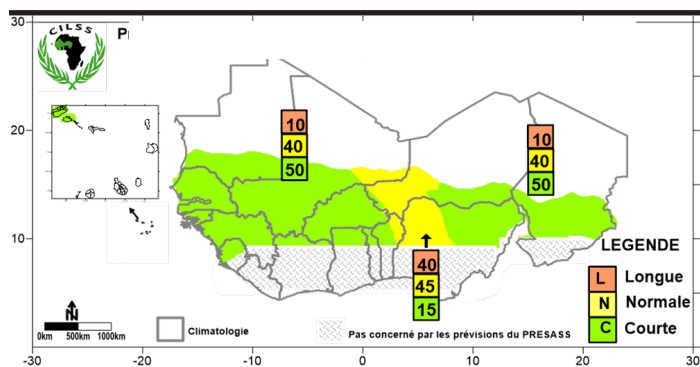 30
CILSS
20
10
40
50
10
40
50
10
LEGENDE
40
45
15
L Longue
N Normale
C Courte
N
0km 500km 1000km
Climatologie
Pas concerné par les prévisions du PRESASS
0
-30 -20 -10 0 10 20 30